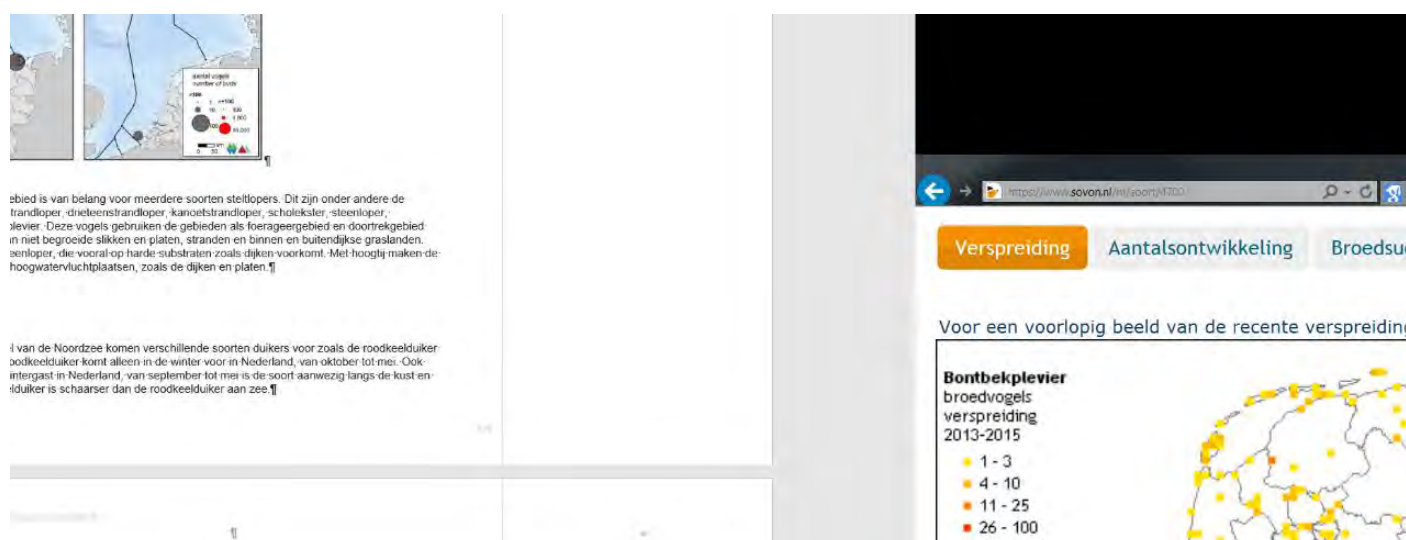 aantal vogels
number of birds
ebied is van belang voor meerdere soorten steltlopers. Dit zijn onder andere de
trandloper, drieteenstrandloper, kanoetstrandloper, scholekster, steenloper,
plevier. Deze vogels gebruiken de gebieden als foerageergebied en doortrekgebied
n niet begroeide slikken en platen, stranden en binnen en buitendijkse graslanden.
eenloper, die vooral op harde substraten zoals dijken voorkomt. Met hoogtij maken de
hoogwatervluchtplaatsen, zoals de dijken en platen.¶
l van de Noordzee komen verschillende soorten duikers voor zoals de roodkeelduiker
oodkeelduiker komt alleen in de winter voor in Nederland, van oktober tot mei. Ook
intergast in Nederland, van september tot mei is de soort aanwezig langs de kust en
lduiker is schaarser dan de roodkeelduiker aan zee.¶
https://www.sovon.nl/nl/soort/4700
Verspreiding Aantalsontwikkeling Broedsu
Voor een voorlopig beeld van de recente verspreiding
Bontbekplevier
broedvogels
verspreiding
2013-2015
1 - 3
4 - 10
11 - 25
26 - 100